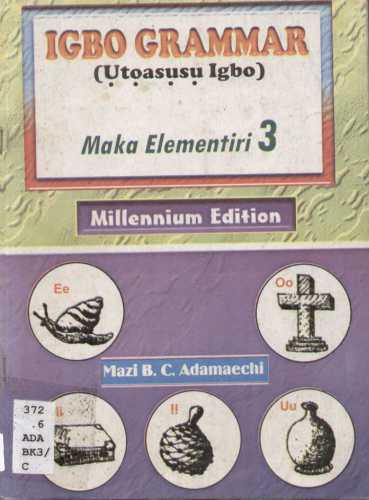 IGBO GRAMMAR
(Ụtọasụsụ Igbo)
Maka Elementiri 3
Millennium Edition
Ee
Oo
Mazi B. C. Adamaechi
372
.6
ADA
BK3/
C
Ịị
Uu